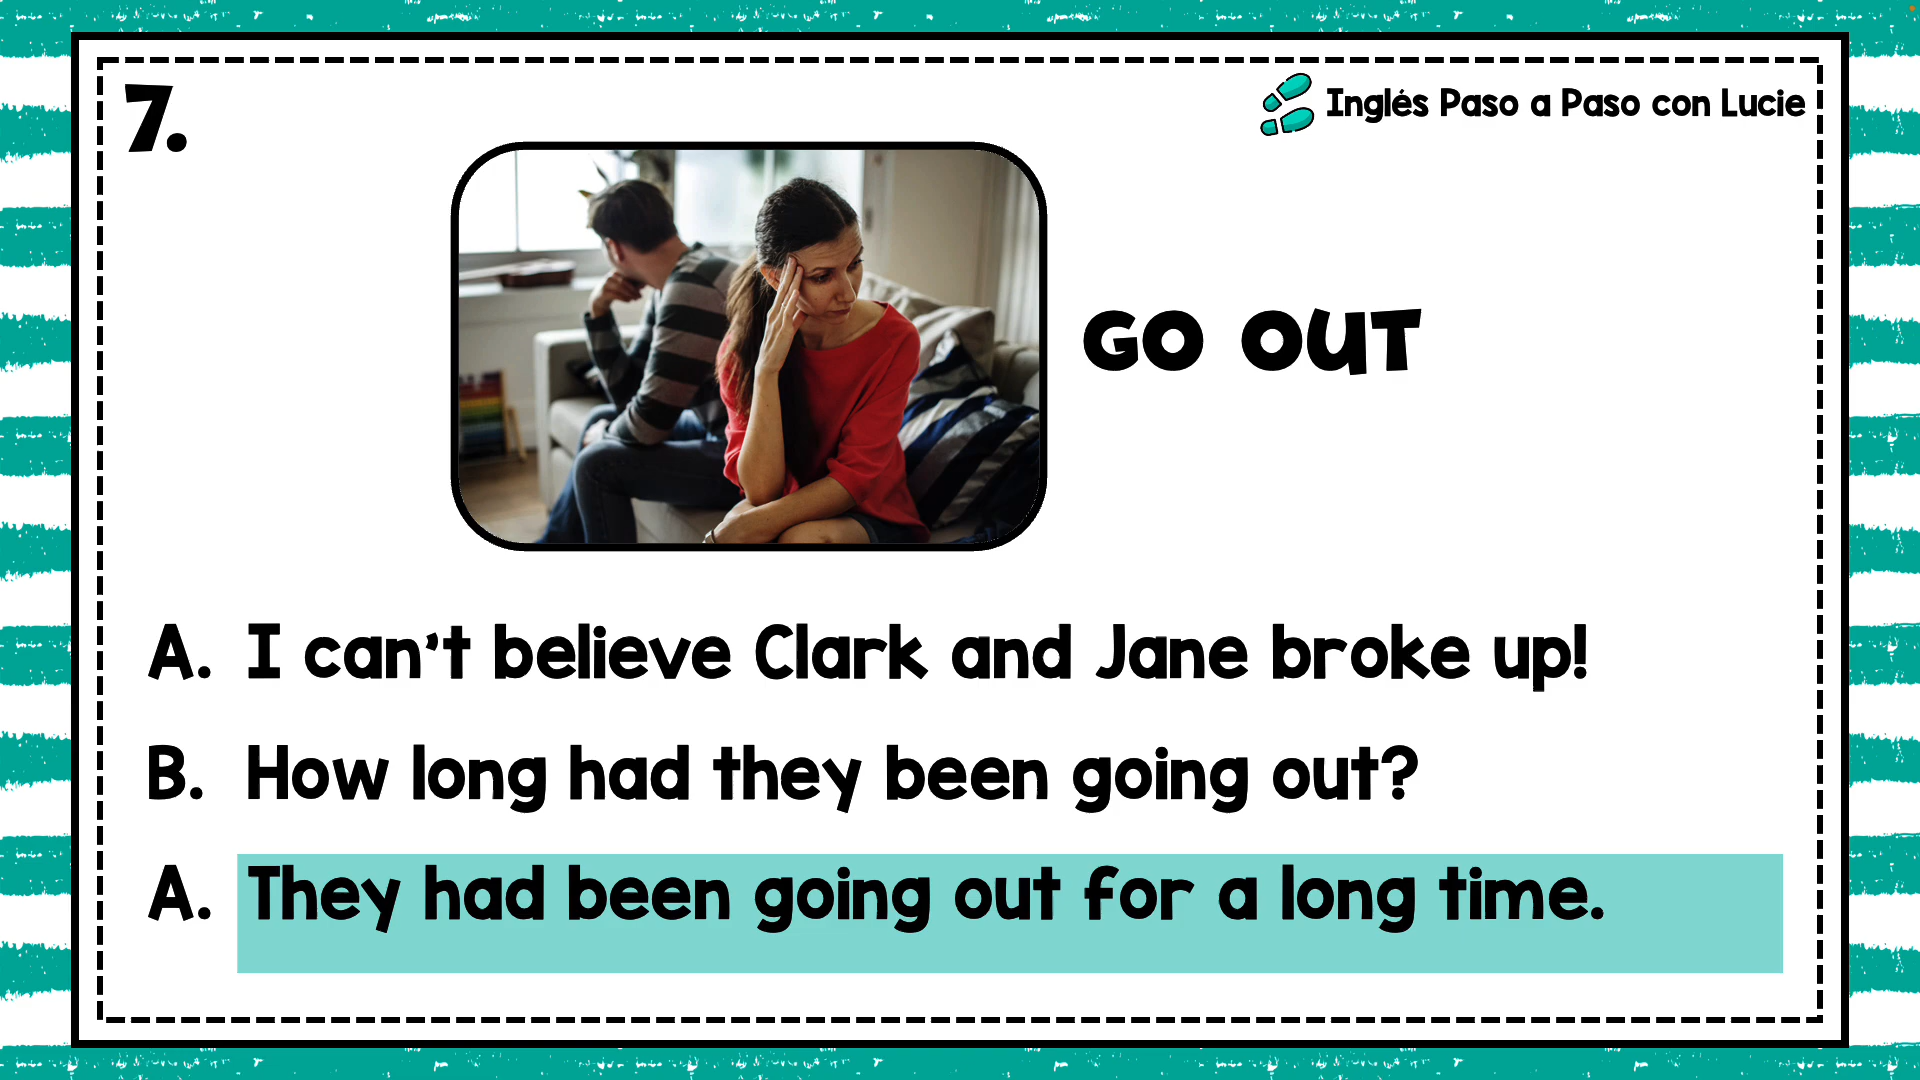 7.
Inglés Paso a Paso con Lucie
GO OUT
A. I can't believe Clark and Jane broke up!
B. How long had they been going out?
A. They had been going out for a long time.